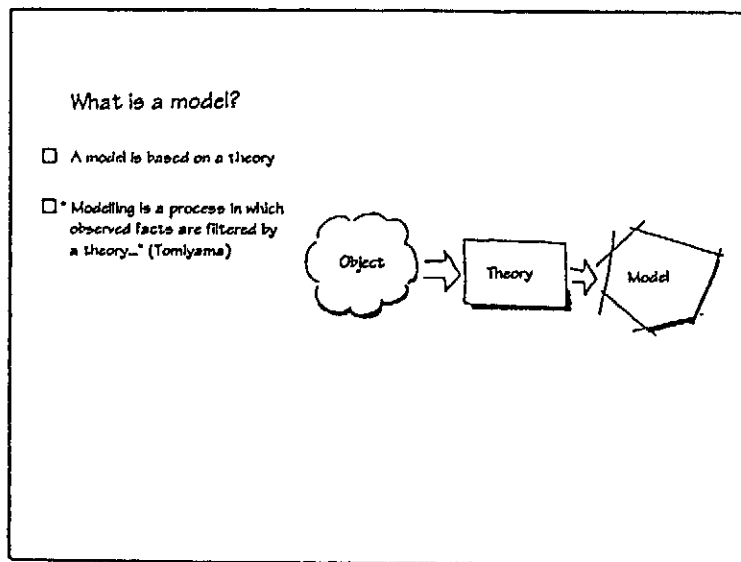 What is a model?
A model is based on a theory
" Modelling is a process in which
observed facts are filtered by
a theory..." (Tomiyama)
Object
Theory
Model